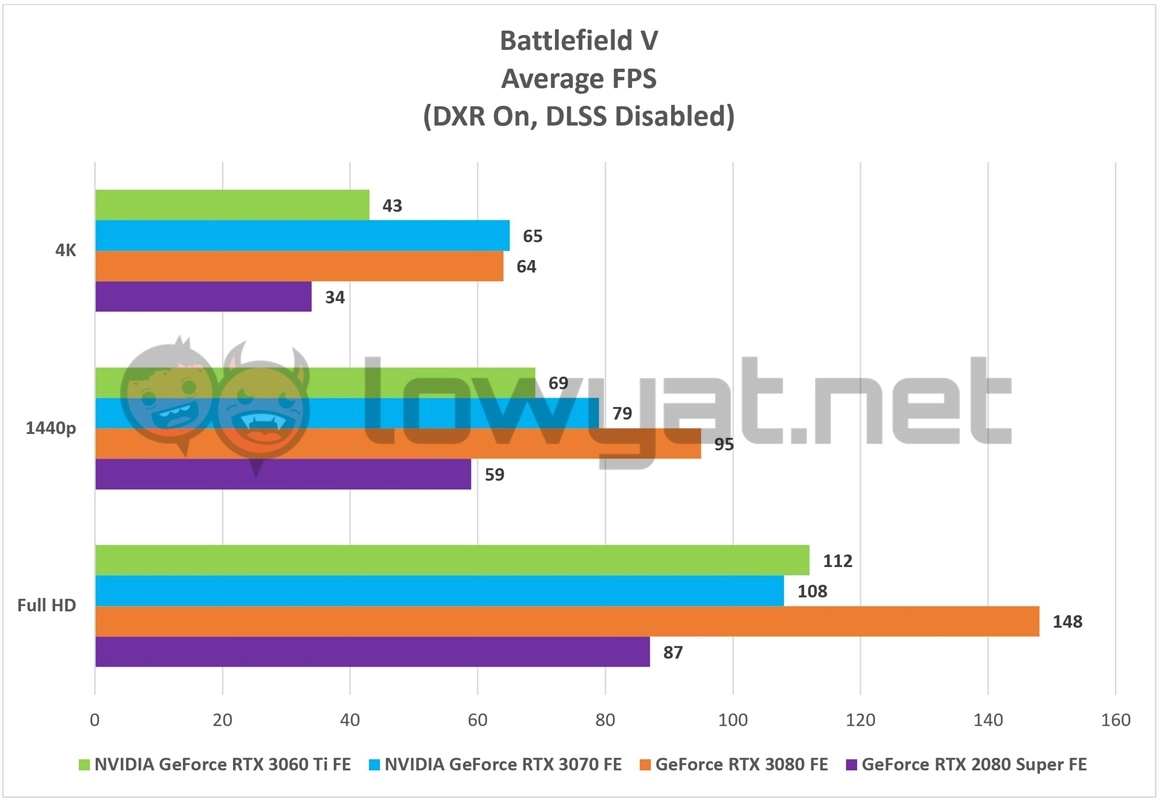 Battlefield V
Average FPS
(DXR On, DLSS Disabled)
43
65
4K
64
34
lowyat.net
69
79
1440p
95
59
112
108
Full HD
148
87
0 20 40 60 80 100 120 140 160
NVIDIA GeForce RTX 3060 Ti FE NVIDIA GeForce RTX 3070 FE GeForce RTX 3080 FE GeForce RTX 2080 Super FE